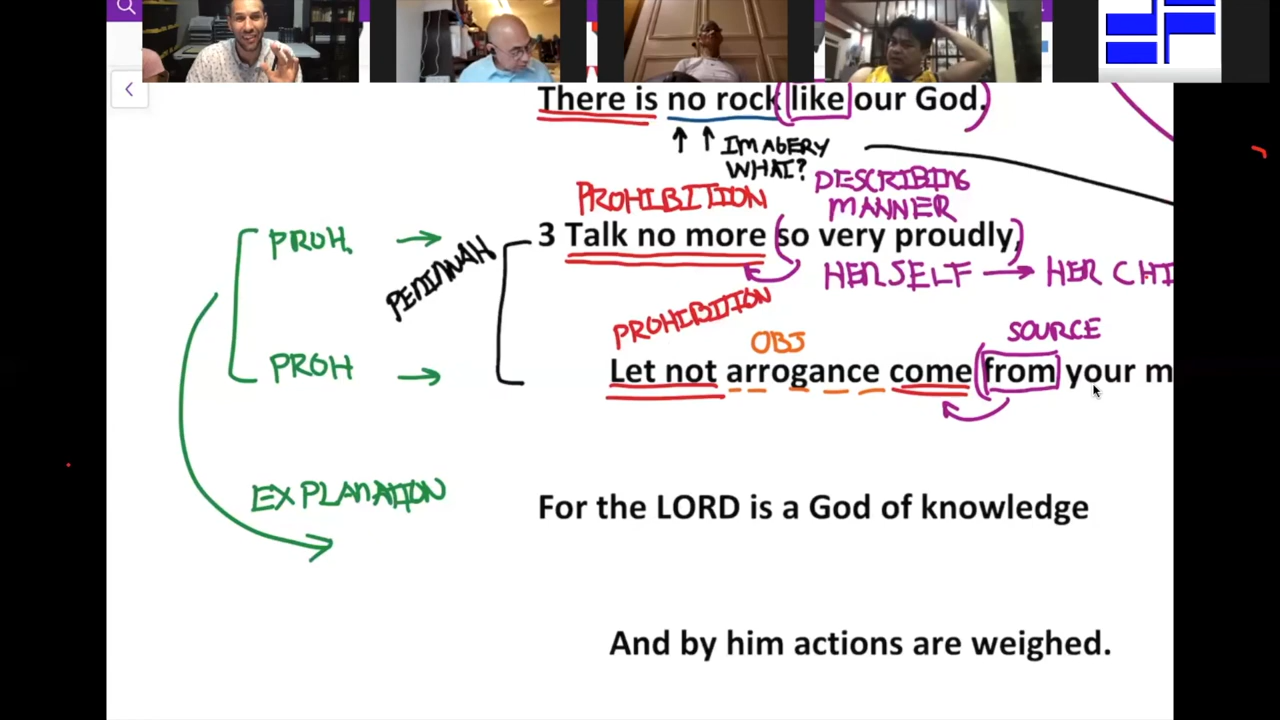 There is no rock like our God.
IMAGERY
WHAT?
DESCRIBING
MANNER
PROHIBITION
PROH. 3 Talk no more so very proudly,
PENINNAH
HERSELF → HER CHI
PROHIBITION
OBJ
SOURCE
PROH Let not arrogance come from your m
EXPLANATION
For the LORD is a God of knowledge
And by him actions are weighed.